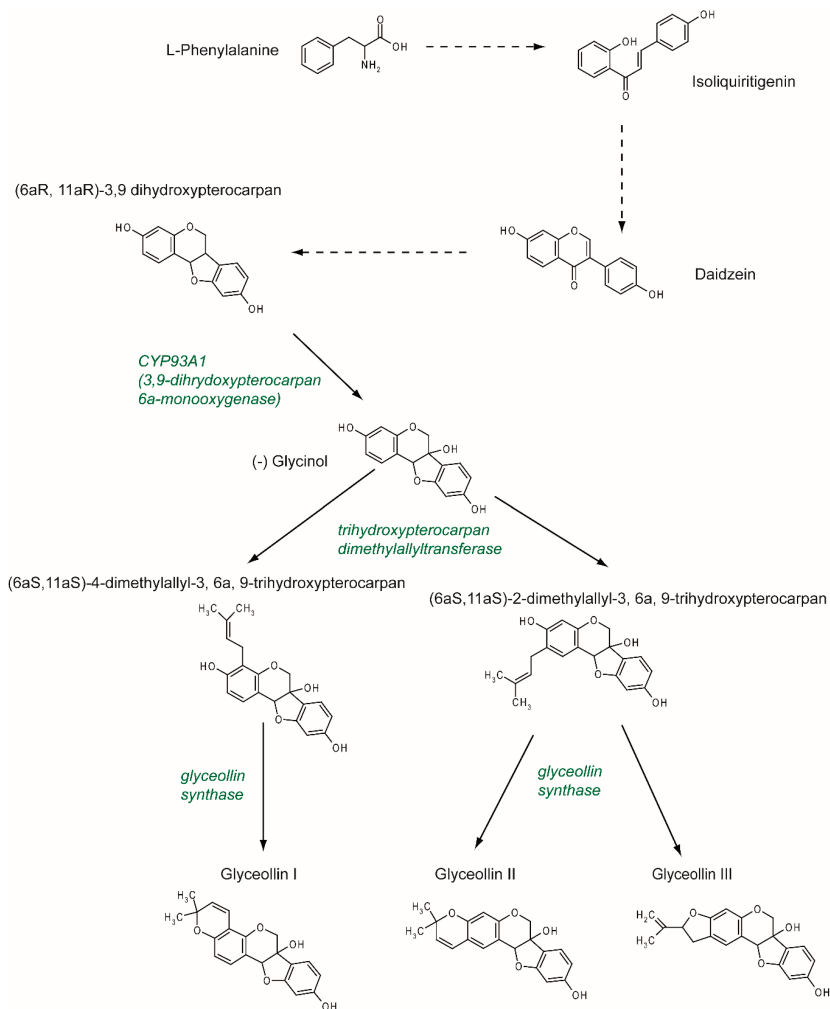 L-Phenylalanine
O
OH
NH2
OH
OH
O
Isoliquiritigenin
(6aR, 11aR)-3,9 dihydroxypterocarpan
HO
O
O
OH
HO
O
O
OH
Daidzein
CYP93A1
(3,9-dihrydoxypterocarpan
6a-monooxygenase)
HO
O
OH
O
OH
(-) Glycinol
trihydroxypterocarpan
dimethylallyltransferase
(6aS,11aS)-4-dimethylallyl-3, 6a, 9-trihydroxypterocarpan
(6aS,11aS)-2-dimethylallyl-3, 6a, 9-trihydroxypterocarpan
H3C
CH3
HO
O
OH
O
OH
HO
O
OH
O
OH
H3C
CH3
glyceollin
synthase
glyceollin
synthase
Glyceollin I
Glyceollin II
Glyceollin III
H3C
H3C
O
O
OH
O
OH
CH3
H3C
O
O
OH
O
OH
H2C
CH3
O
O
OH
O
OH